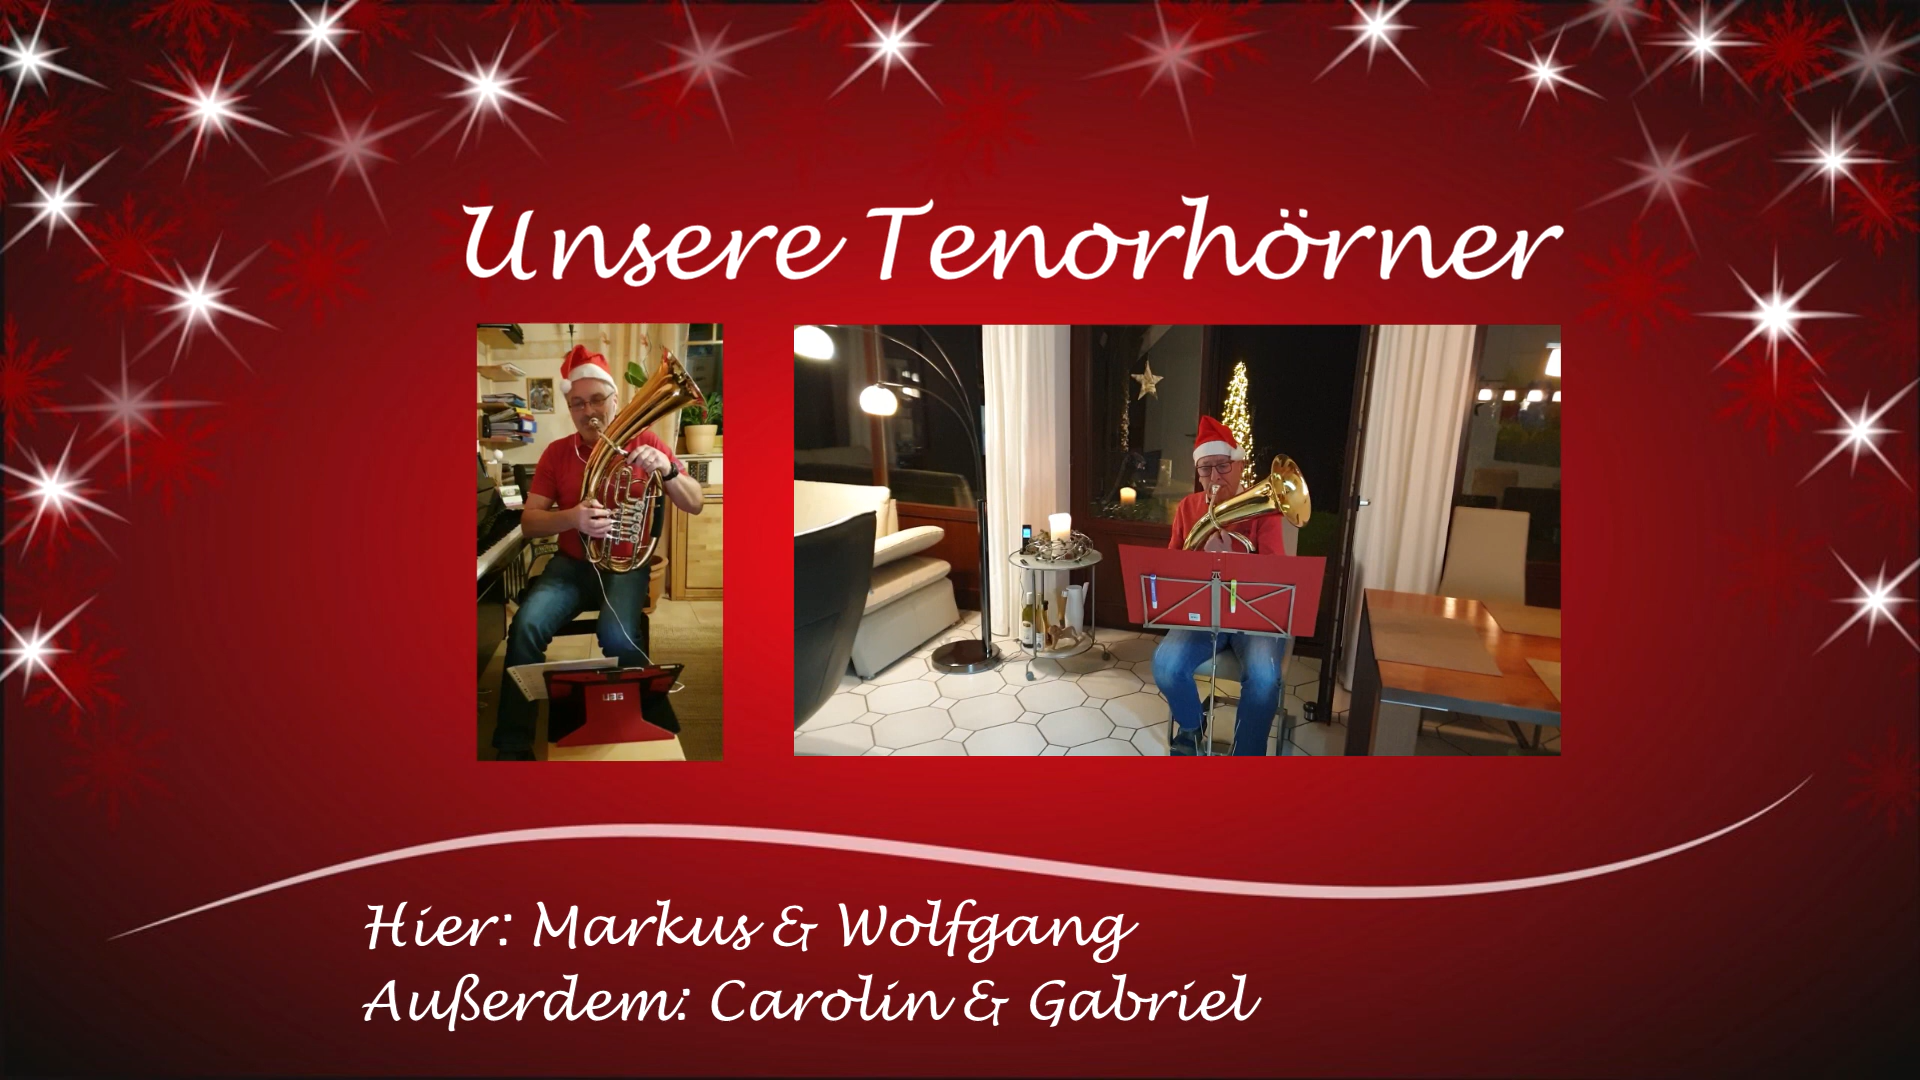 Unsere Tenorhörner
Hier: Markus & Wolfgang
Außerdem: Carolin & Gabriel